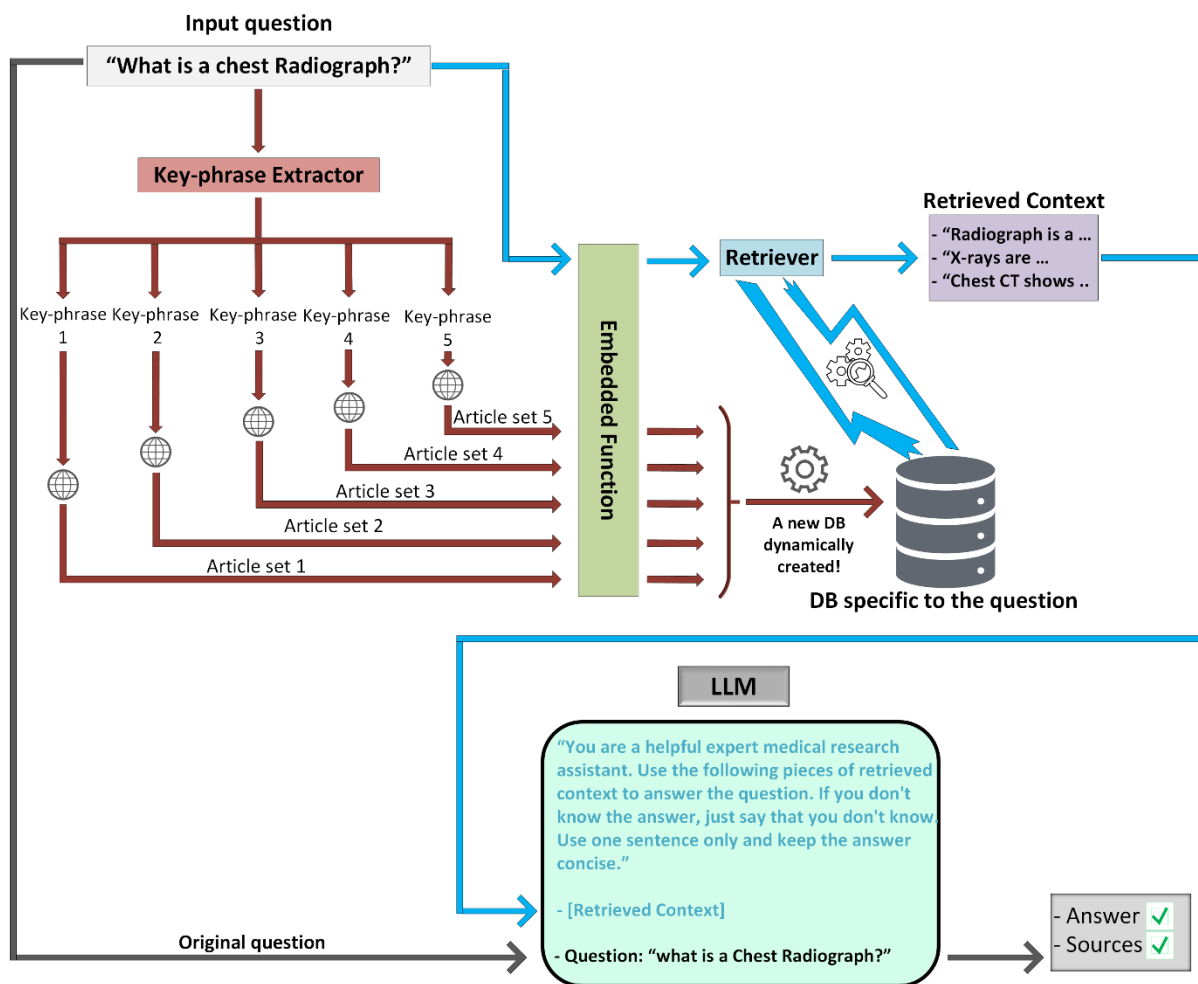 Input question
“What is a chest Radiograph?”
Key-phrase Extractor
Key-phrase
1
Key-phrase
2
Key-phrase
3
Key-phrase
4
Key-phrase
5
Article set 5
Article set 4
Article set 3
Article set 2
Article set 1
Embedded Function
Retriever
Retrieved Context
- “Radiograph is a ...
- “X-rays are ...
- “Chest CT shows ..
A new DB
dynamically
created!
DB specific to the question
LLM
“You are a helpful expert medical research
assistant. Use the following pieces of retrieved
context to answer the question. If you don't
know the answer, just say that you don't know.
Use one sentence only and keep the answer
concise.”
- [Retrieved Context]
Original question
- Question: “what is a Chest Radiograph?”
- Answer
- Sources